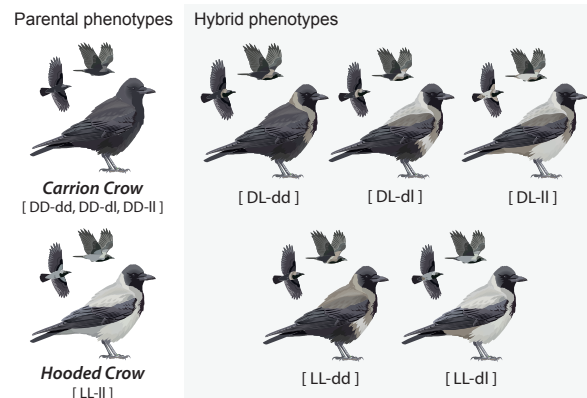 Parental phenotypes
Hybrid phenotypes
Carrion Crow
[ DD-dd, DD-dl, DD-ll ]
[ DL-dd ]
[ DL-dl ]
[ DL-ll ]
Hooded Crow
[ LL-ll ]
[ LL-dd ]
[ LL-dl ]